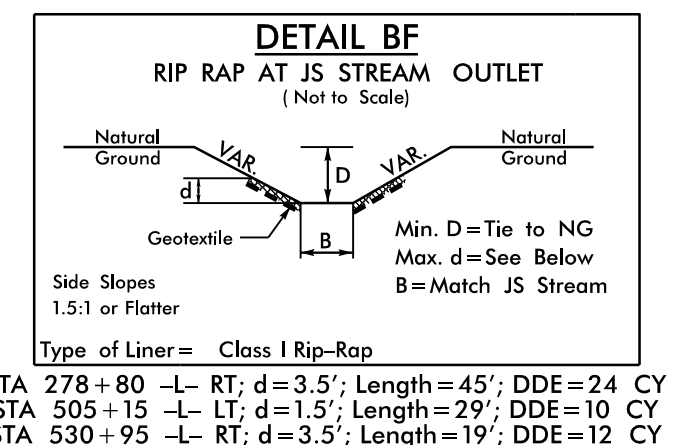 DETAIL BF
RIP RAP AT JS STREAM OUTLET
( Not to Scale)
Natural
Ground
VAR.
D
VAR.
Natural
Ground
d
Geotextile
B
Min. D=Tie to NG
Max. d=See Below
B=Match JS Stream
Side Slopes
1.5:1 or Flatter
Type of Liner= Class I Rip-Rap
TA 278+80 -L- RT; d=3.5'; Length=45'; DDE=24 CY
STA 505+15 -L- LT; d=1.5'; Length=29'; DDE=10 CY
STA 530+95 -L- RT; d=3.5'; Length=19'; DDE=12 CY